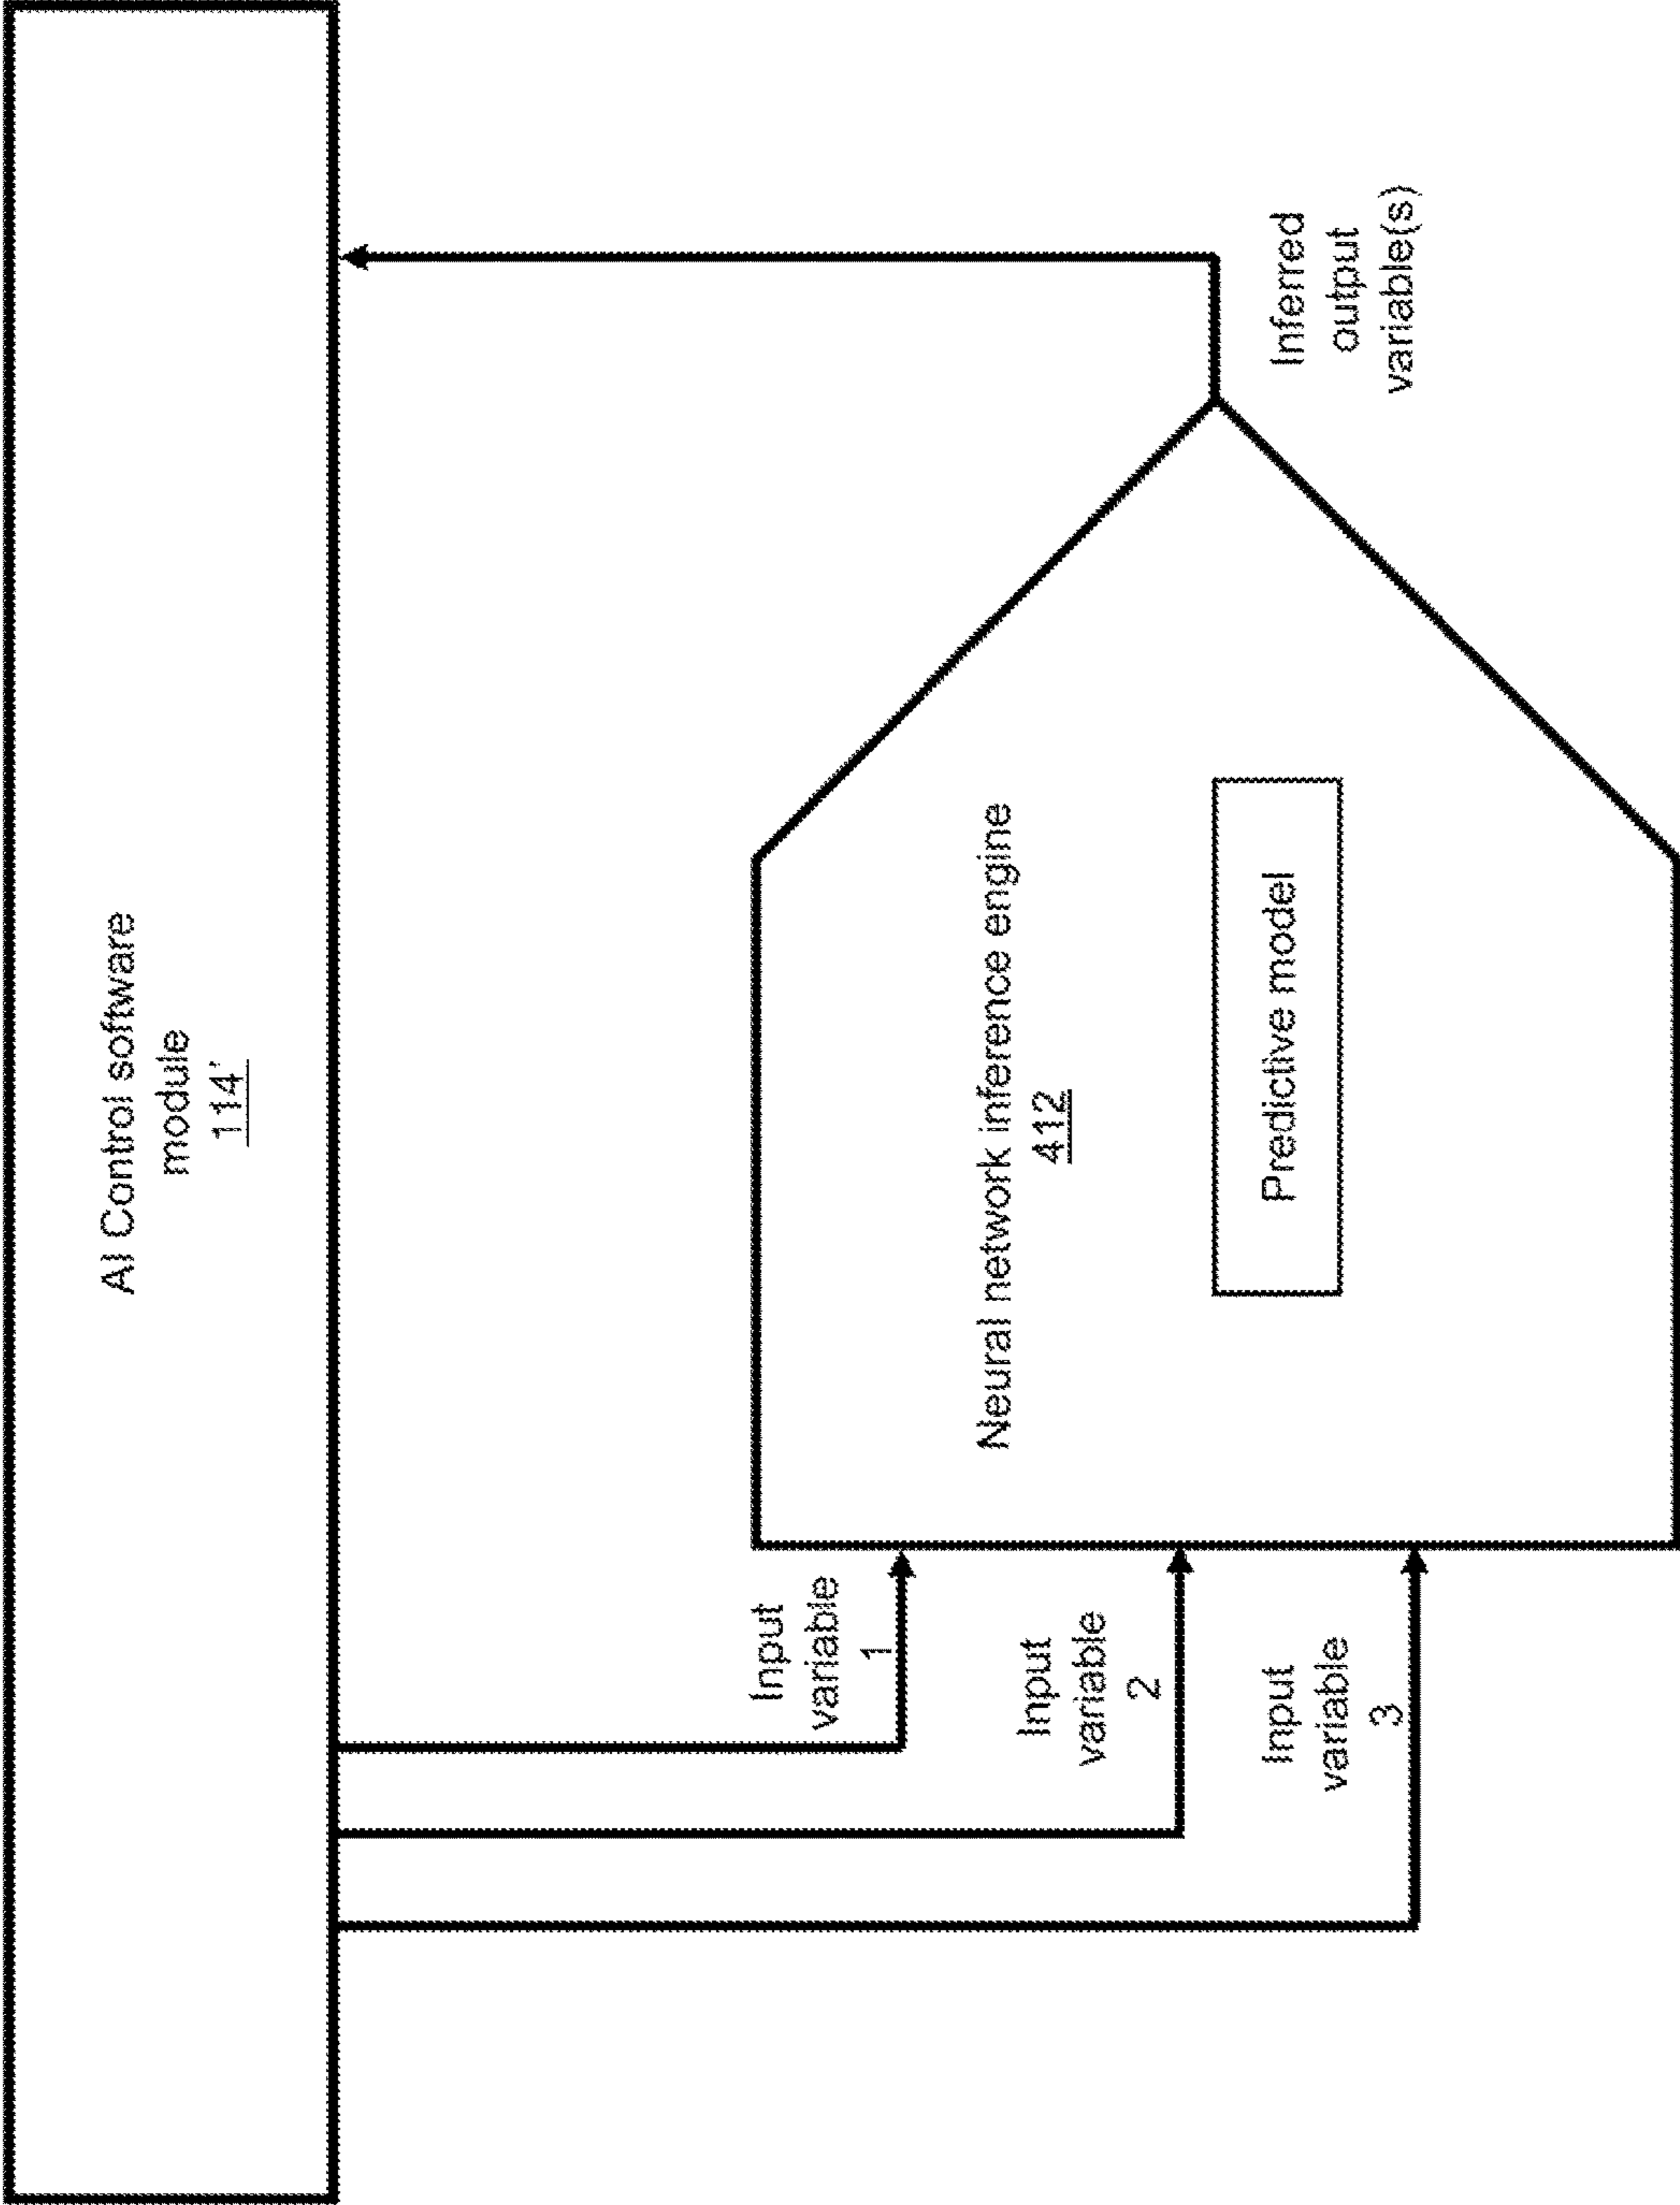 AI Control software
module
114'
Input
variable
1
Input
variable
2
Input
variable
3
Neural network inference engine
412
Predictive model
Inferred
output
variable(s)